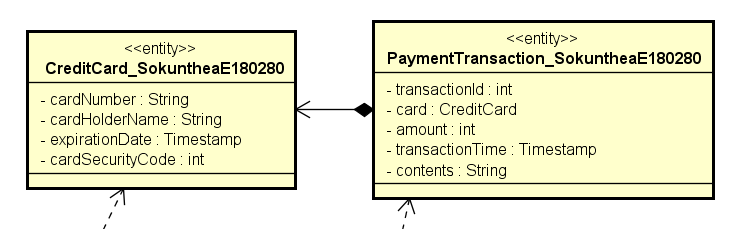 <<entity>>
CreditCard_SokuntheaE180280
- cardNumber : String
- cardHolderName : String
- expirationDate : Timestamp
- cardSecurityCode : int
<<entity>>
PaymentTransaction_SokuntheaE180280
- transactionId : int
- card : CreditCard
- amount : int
- transactionTime : Timestamp
- contents : String